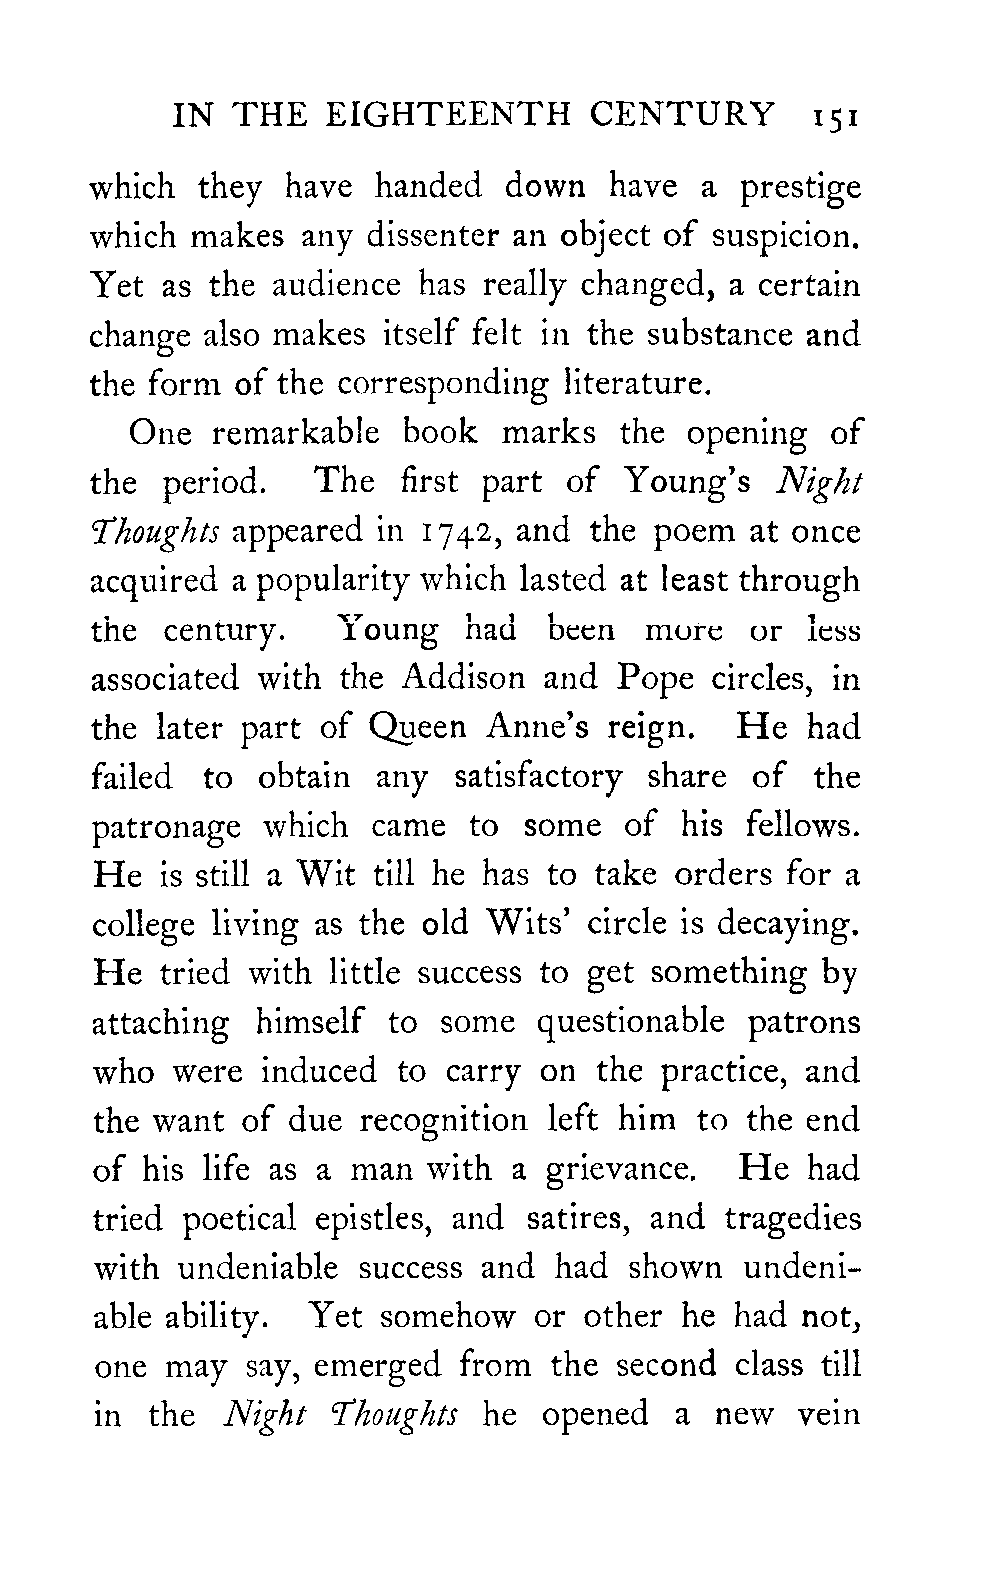 IN THE EIGHTEENTH CENTURY 151
which they have handed down have a prestige
which makes any dissenter an object of suspicion.
Yet as the audience has really changed, a certain
change also makes itself felt in the substance and
the form of the corresponding literature.
One remarkable book marks the opening of
the period. The first part of Young's Night
Thoughts appeared in 1742, and the poem at once
acquired a popularity which lasted at least through
the century. Young had been more or less
associated with the Addison and Pope circles, in
the later part of Queen Anne's reign. He had
failed to obtain any satisfactory share of the
patronage which came to some of his fellows.
He is still a Wit till he has to take orders for a
college living as the old Wits' circle is decaying.
He tried with little success to get something by
attaching himself to some questionable patrons
who were induced to carry on the practice, and
the want of due recognition left him to the end
of his life as a man with a grievance. He had
tried poetical epistles, and satires, and tragedies
with undeniable success and had shown undeni-
able ability. Yet somehow or other he had not,
one may say, emerged from the second class till
in the Night Thoughts he opened a new vein